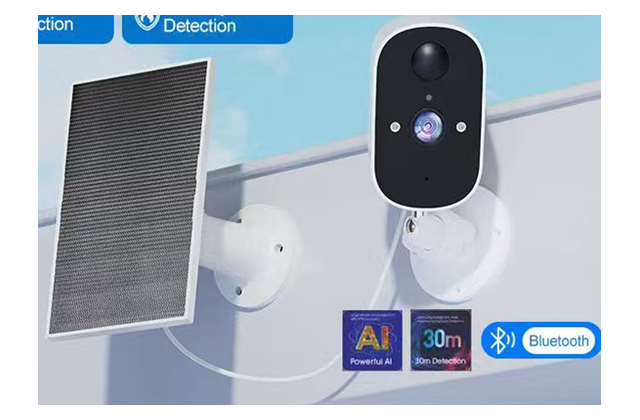 ction
Detection
AI
Powerful AI
30m
30m Detection
Bluetooth